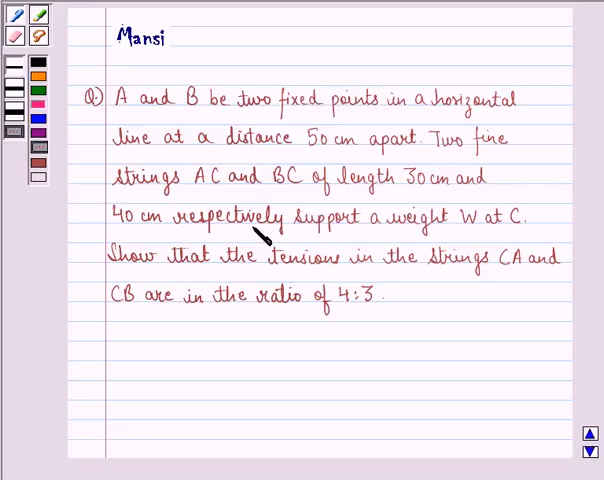 Mansi
Q.) A and B be two fixed points in a horizontal
line at a distance 50 cm apart. Two fine
strings AC and BC of length 30 cm and
40 cm respectively support a weight W at C.
Show that the tensions in the strings CA and
CB are in the ratio of 4:3.